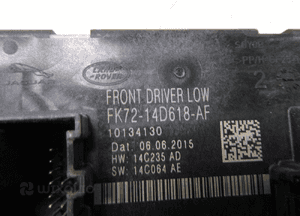 LAND
ROVER
FRONT DRIVER LOW
FK72-14D618-AF
10134130
Dat. 06.06.2015
HW: 14C235 AD
SW: 14C064 AE
2